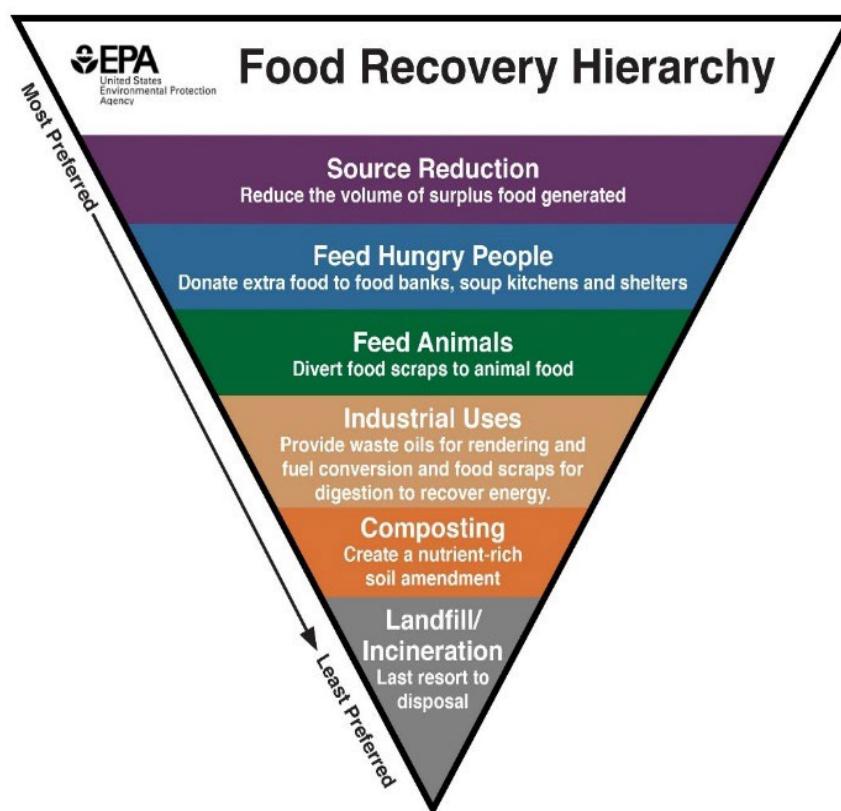 EPA
United States
Environmental Protection
Agency
Food Recovery Hierarchy
Most Preferred
Source Reduction
Reduce the volume of surplus food generated
Feed Hungry People
Donate extra food to food banks, soup kitchens and shelters
Feed Animals
Divert food scraps to animal food
Industrial Uses
Provide waste oils for rendering and
fuel conversion and food scraps for
digestion to recover energy.
Composting
Create a nutrient-rich
soil amendment
Landfill/
Incineration
Last resort to
disposal
Least Preferred